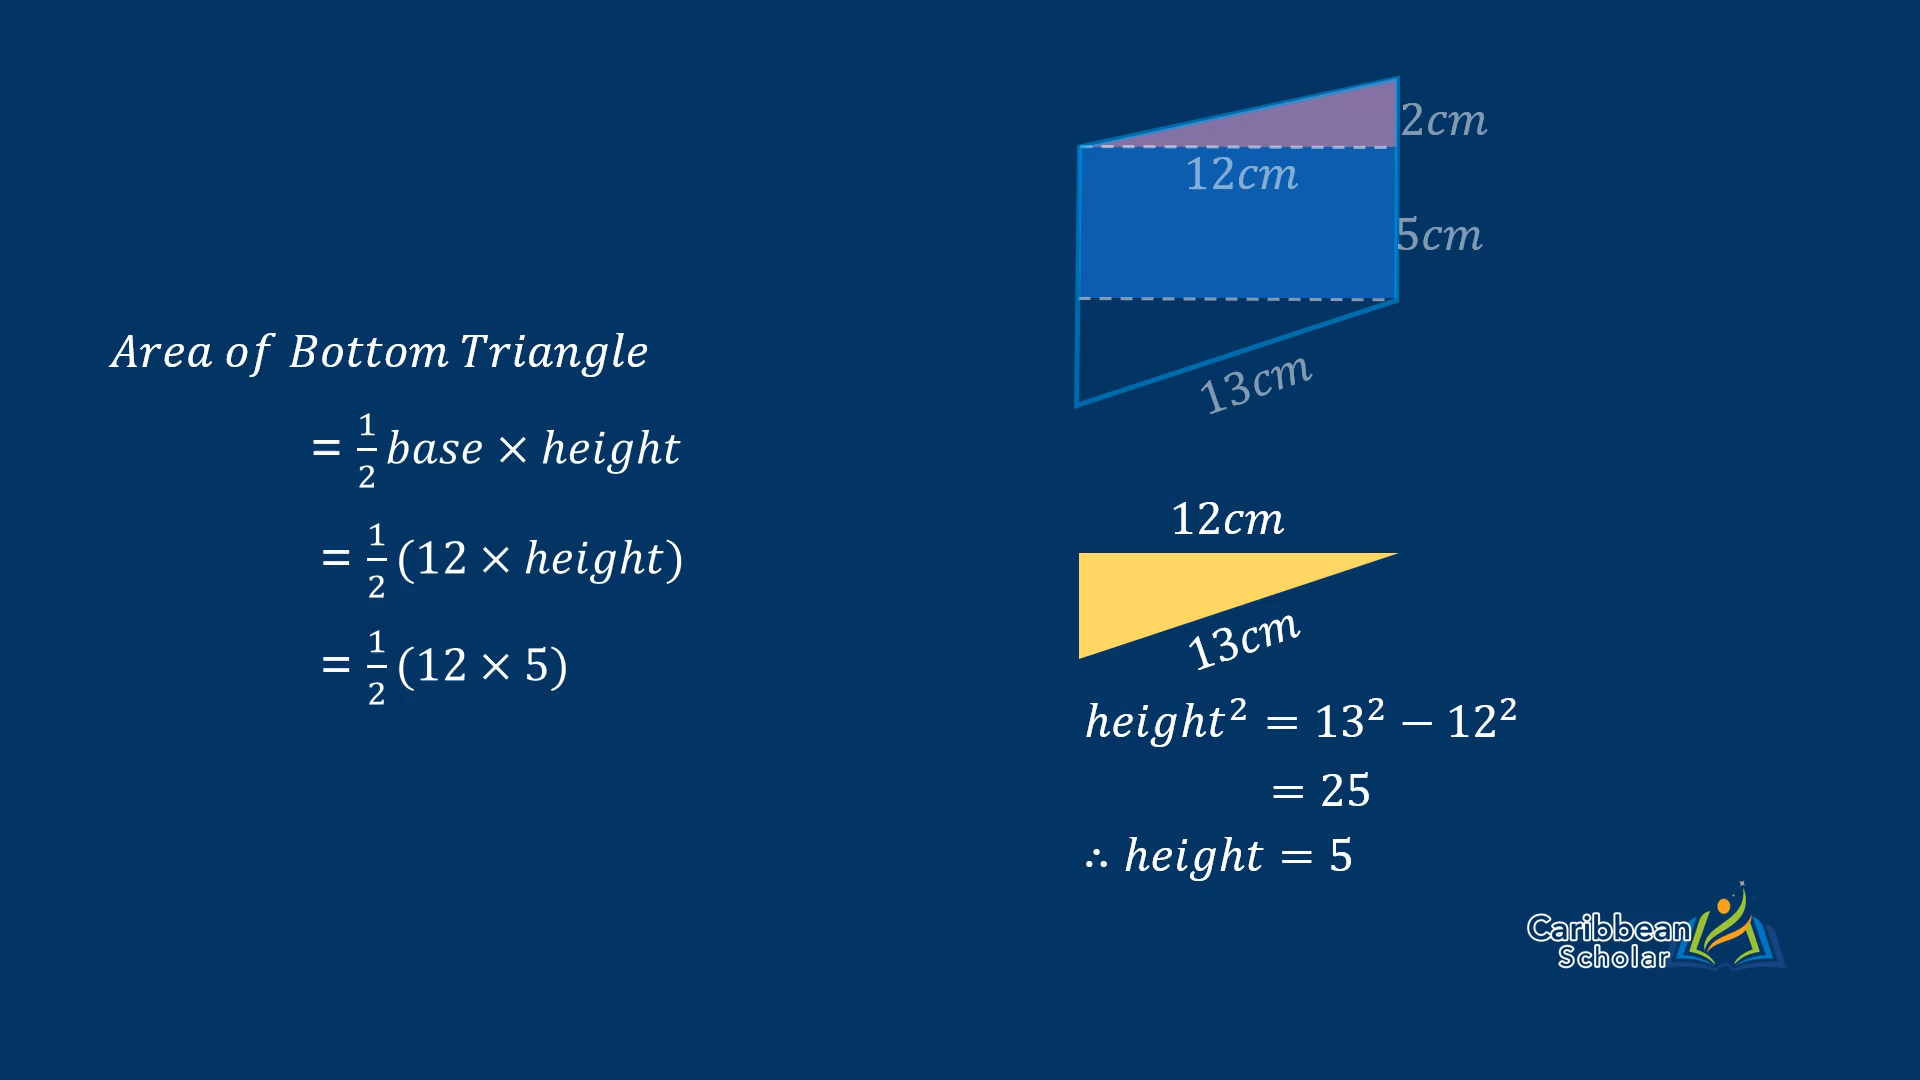 2cm
12cm
5cm
13cm
Area of Bottom Triangle
= 1/2 base × height
= 1/2 (12 × height)
= 1/2 (12 × 5)
12cm
13cm
height² = 13² − 12²
= 25
∴ height = 5
Caribbean
Scholar